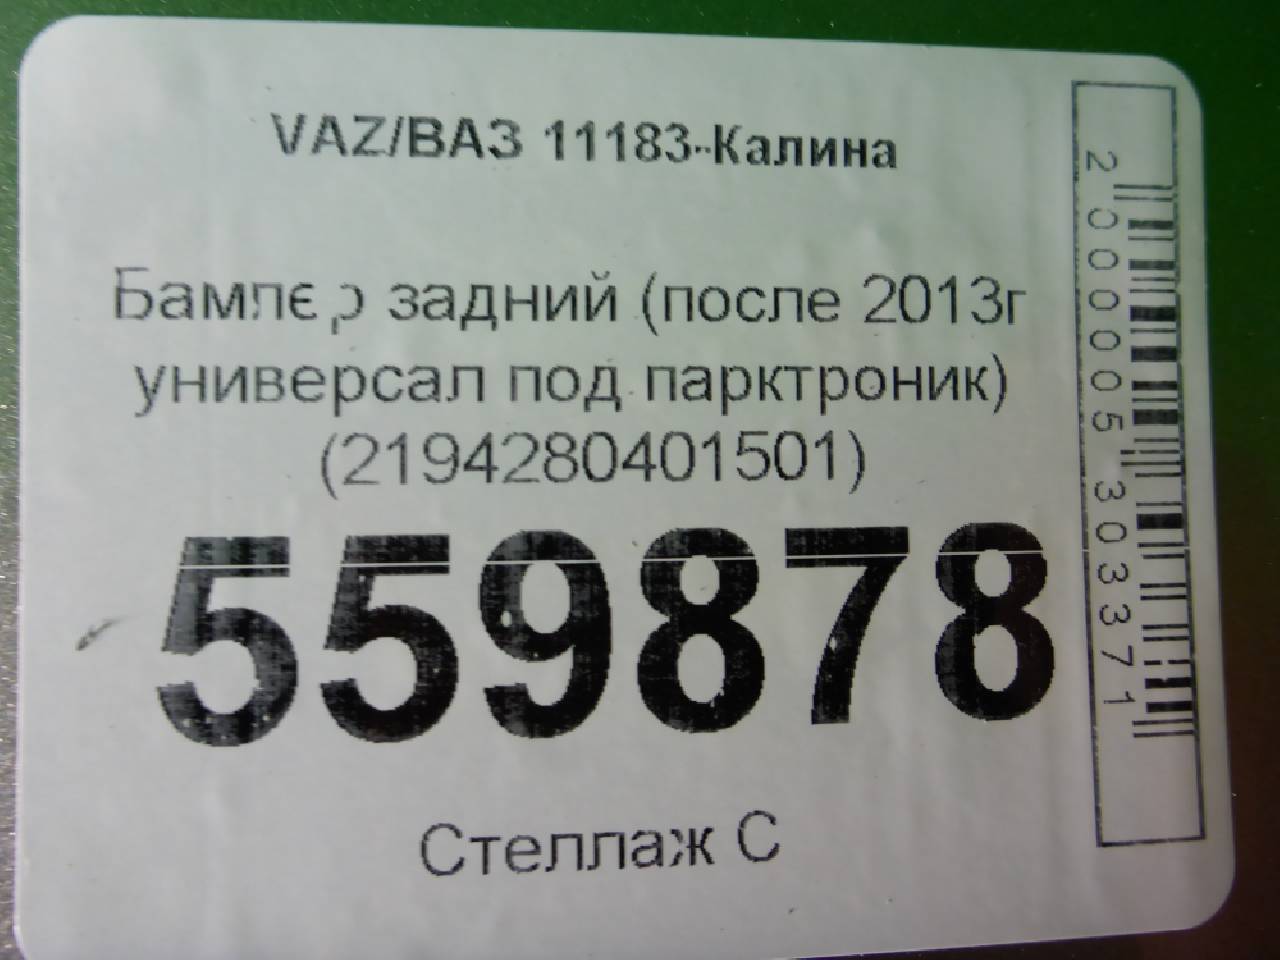 VAZ/ВАЗ 11183-Калина
Бампер задний (после 2013г
универсал под парктроник)
(2194280401501)
559878
Стеллаж С
2000005303371